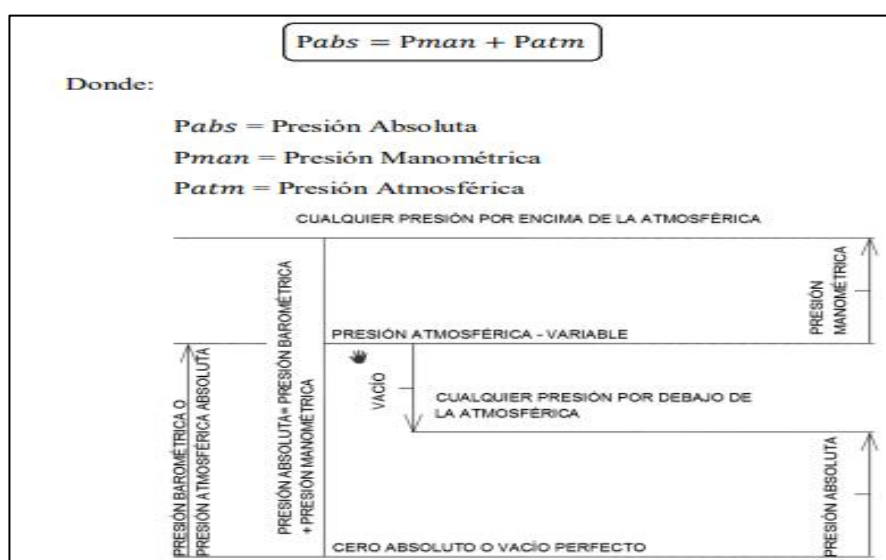 Pabs = Pman + Patm
Donde:
Pabs = Presión Absoluta
Pman = Presión Manométrica
Patm = Presión Atmosférica
CUALQUIER PRESIÓN POR ENCIMA DE LA ATMOSFÉRICA
PRESIÓN
MANOMÉTRICA
PRESIÓN ATMOSFÉRICA - VARIABLE
PRESIÓN BAROMÉTRICA O
PRESIÓN ATMOSFÉRICA ABSOLUTA
PRESIÓN ABSOLUTA= PRESIÓN BAROMÉTRICA
+ PRESIÓN MANOMÉTRICA
VACÍO
CUALQUIER PRESIÓN POR DEBAJO DE
LA ATMOSFÉRICA
PRESIÓN ABSOLUTA
CERO ABSOLUTO O VACÍO PERFECTO